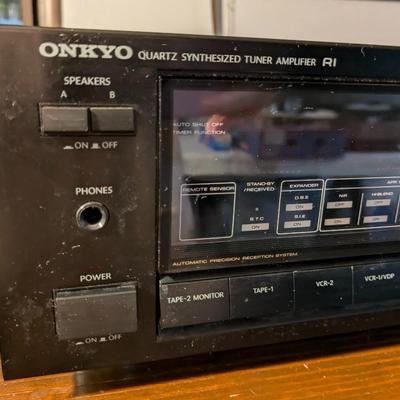 ONKYO QUARTZ SYNTHESIZED TUNER AMPLIFIER RI
SPEAKERS
A B
ON OFF
AUTO SHUT OFF
TIMER FUNCTION
PHONES
REMOTE SENSOR
STAND-BY /RECEIVED
S
S.T.C
EXPANDER
D.B.S
ON
S.I.E
ON
N/R
OFF
ON
HI-BLEND
OFF
ON
APR
AUTOMATIC PRECISION RECEPTION SYSTEM
POWER
ON OFF
TAPE-2 MONITOR TAPE-1 VCR-2 VCR-1/VDP